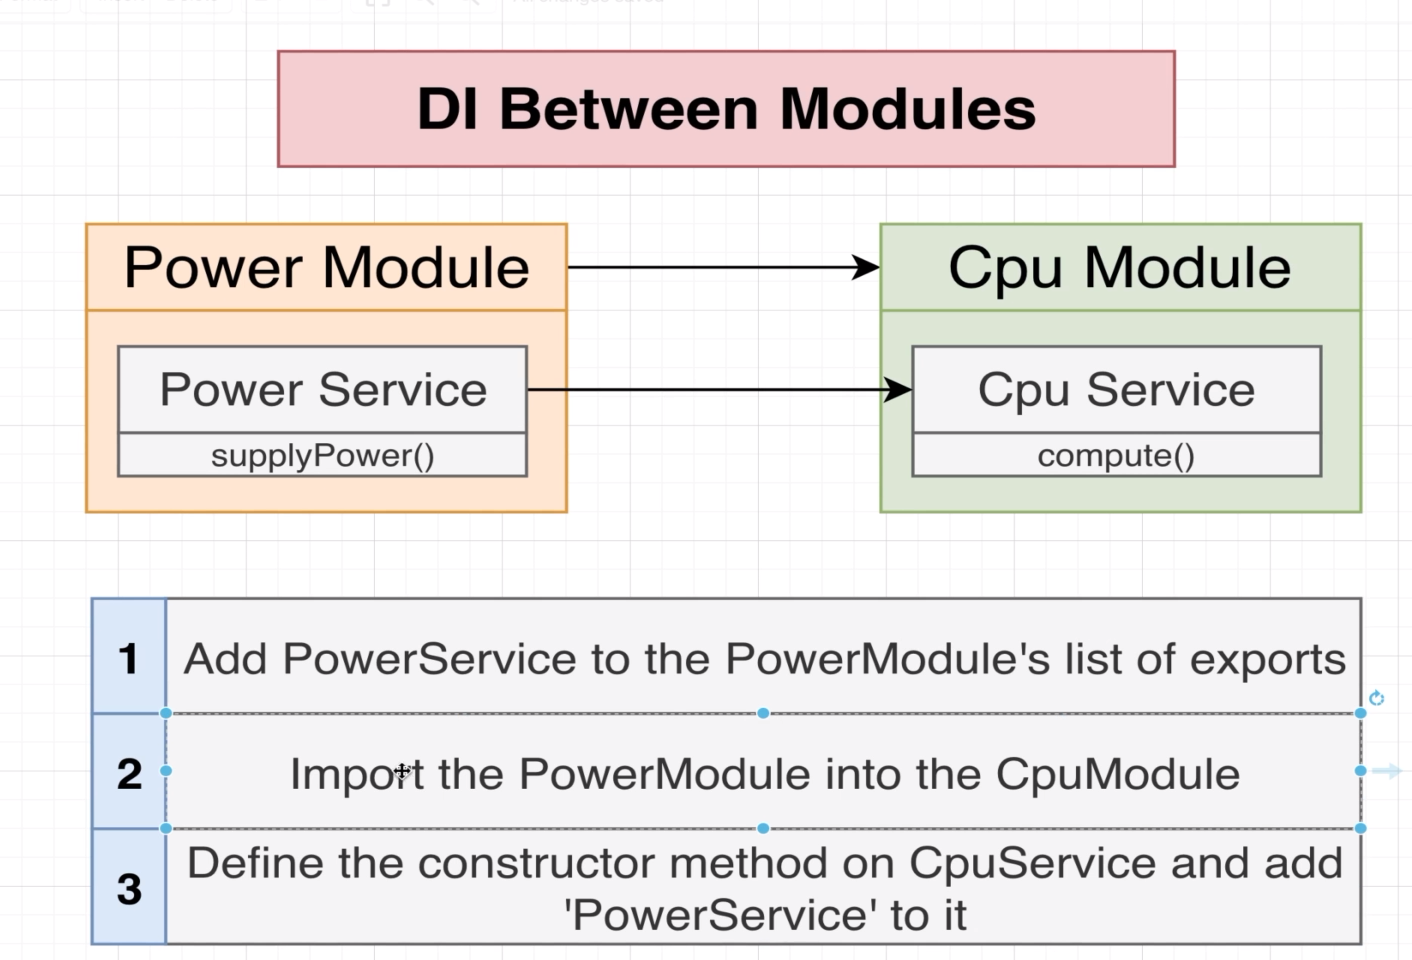 DI Between Modules
Power Module
Cpu Module
Power Service
Cpu Service
supplyPower()
compute()
1
Add PowerService to the PowerModule's list of exports
2
Import the PowerModule into the CpuModule
3
Define the constructor method on CpuService and add
'PowerService' to it